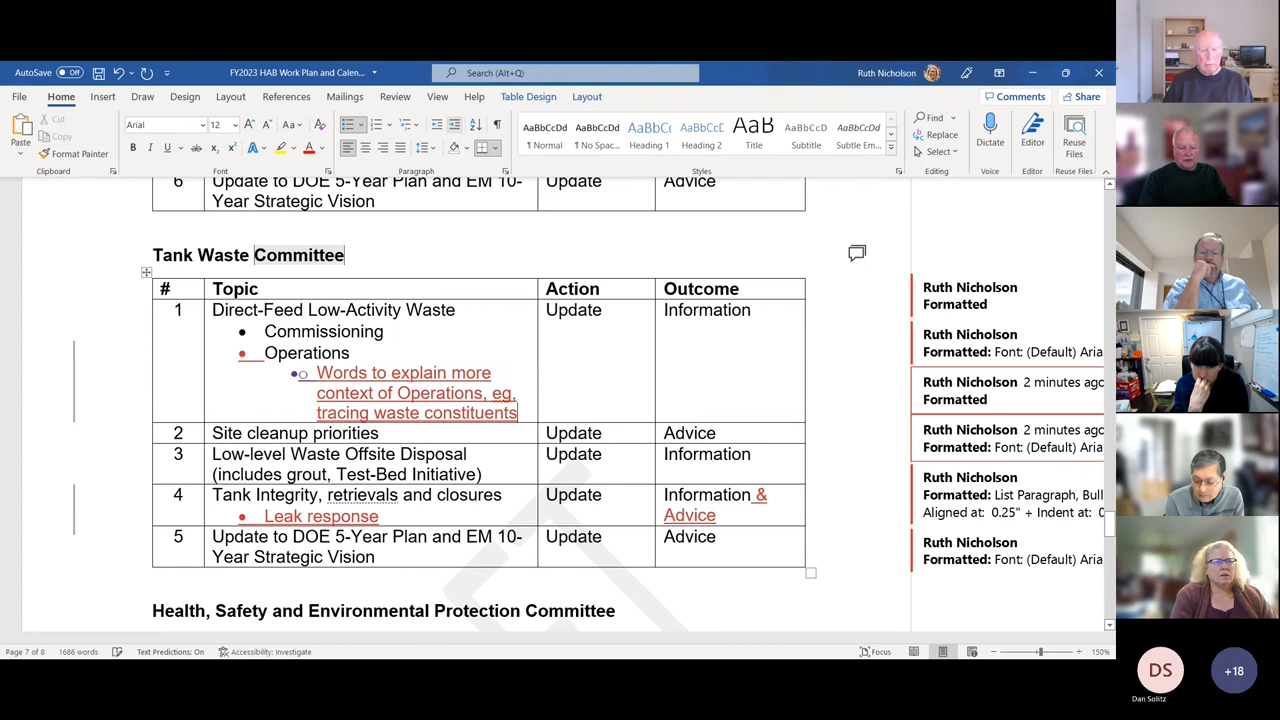 AutoSave Off FY2023 HAB Work Plan and Calen... Search (Alt+Q) Ruth Nicholson
File Home Insert Draw Design Layout References Mailings Review View Help Table Design Layout Comments Share
Paste Cut Copy Format Painter
Arial 12
AaBbCcDd AaBbCcDd AaBbCc AaBbCcD AaB AaBbCcD AaBbCcDd
¶ Normal ¶ No Spac... Heading 1 Heading 2 Title Subtitle Subtle Em...
Find Replace Select Dictate Editor Reuse Files
Clipboard Font Paragraph Styles Editing Voice Editor Reuse Files
6 Update to DOE 5-Year Plan and EM 10- Update Advice
Year Strategic Vision
Tank Waste Committee
# Topic Action Outcome
1 Direct-Feed Low-Activity Waste Update Information
• Commissioning
• Operations
Words to explain more
context of Operations, eg,
tracing waste constituents
2 Site cleanup priorities Update Advice
3 Low-level Waste Offsite Disposal Update Information
(includes grout, Test-Bed Initiative)
4 Tank Integrity, retrievals and closures Update Information &
• Leak response Advice
5 Update to DOE 5-Year Plan and EM 10- Update Advice
Year Strategic Vision
Health, Safety and Environmental Protection Committee
Ruth Nicholson
Formatted
Ruth Nicholson
Formatted: Font: (Default) Aria
Ruth Nicholson 2 minutes ago
Formatted
Ruth Nicholson 2 minutes ago
Formatted: Font: (Default) Aria
Ruth Nicholson
Formatted: List Paragraph, Bull
Aligned at: 0.25" + Indent at: 0
Ruth Nicholson
Formatted: Font: (Default) Aria
Page 7 of 8 1686 words Text Predictions: On Accessibility: Investigate Focus 150%
DS +18
Dan Solitz